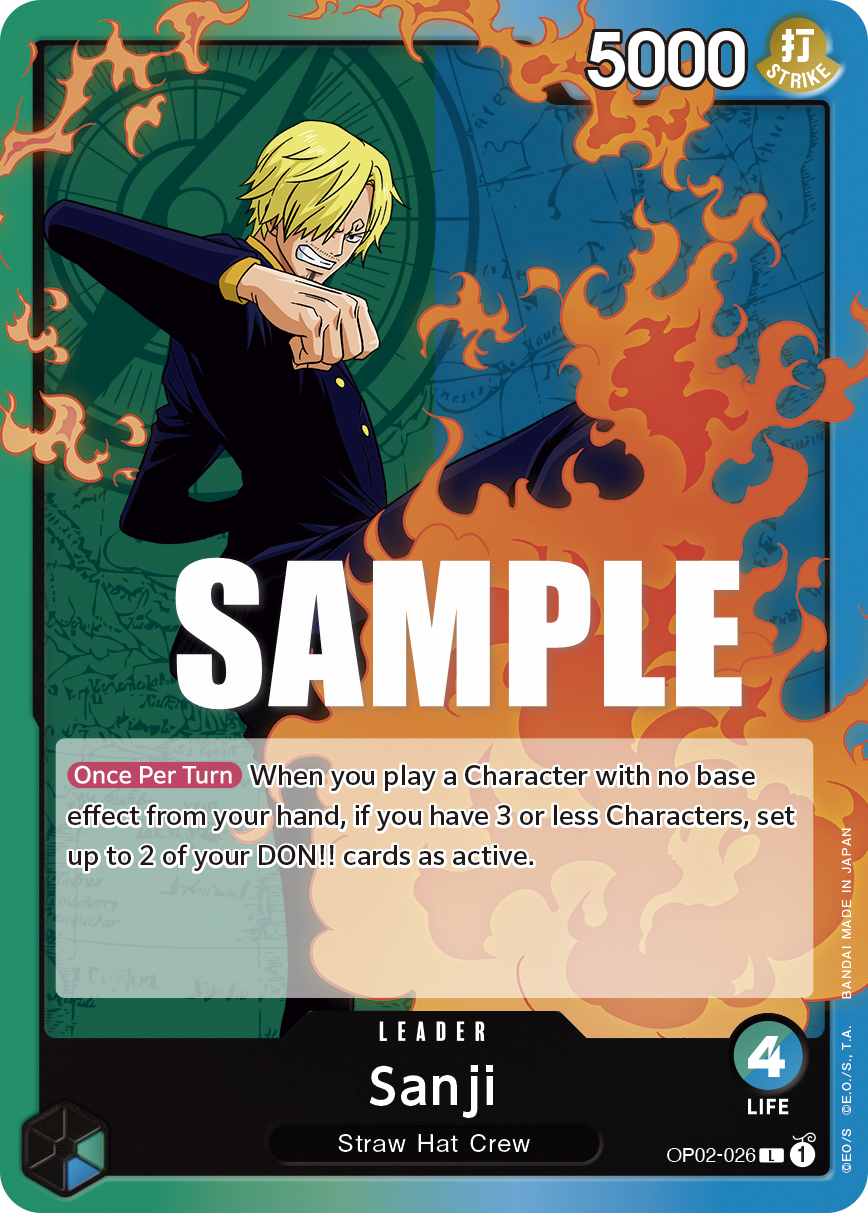 5000
打
STRIKE
SAMPLE
Once Per Turn When you play a Character with no base
effect from your hand, if you have 3 or less Characters, set
up to 2 of your DON!! cards as active.
LEADER
Sanji
Straw Hat Crew
4
LIFE
OP02-026 L 1
©EO/S ©E.O./S., T.A. BANDAI MADE IN JAPAN